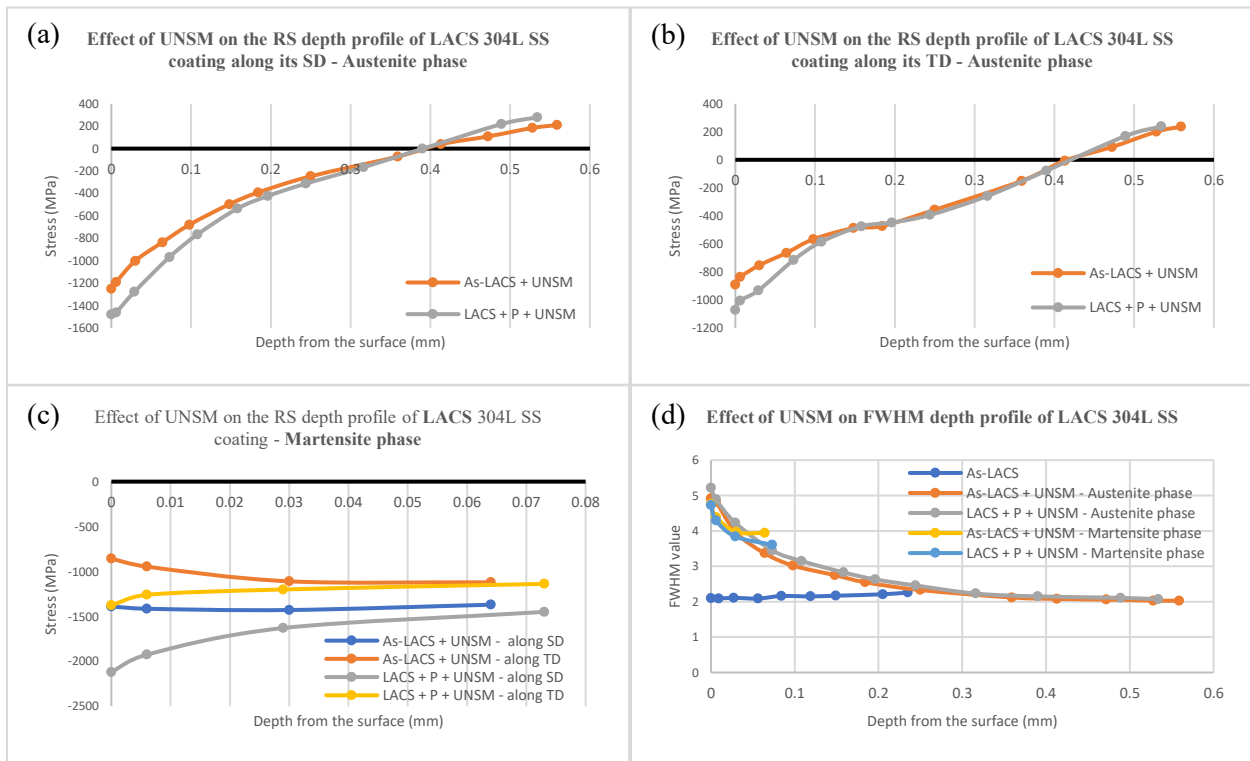 (a)
Effect of UNSM on the RS depth profile of LACS 304L SS
coating along its SD - Austenite phase
400
200
0
-200
-400
-600
-800
-1000
-1200
-1400
-1600
0 0.1 0.2 0.3 0.4 0.5 0.6
Stress (MPa)
As-LACS + UNSM
LACS + P + UNSM
Depth from the surface (mm)
(b)
Effect of UNSM on the RS depth profile of LACS 304L SS
coating along its TD - Austenite phase
400
200
0
-200
-400
-600
-800
-1000
-1200
0 0.1 0.2 0.3 0.4 0.5 0.6
Stress (MPa)
As-LACS + UNSM
LACS + P + UNSM
Depth from the surface (mm)
(c)
Effect of UNSM on the RS depth profile of LACS 304L SS
coating - Martensite phase
0
-500
-1000
-1500
-2000
-2500
0 0.01 0.02 0.03 0.04 0.05 0.06 0.07 0.08
Stress (MPa)
As-LACS + UNSM - along SD
As-LACS + UNSM - along TD
LACS + P + UNSM - along SD
LACS + P + UNSM - along TD
Depth from the surface (mm)
(d)
Effect of UNSM on FWHM depth profile of LACS 304L SS
6
5
4
3
2
1
0
0 0.1 0.2 0.3 0.4 0.5 0.6
FWHM value
As-LACS
As-LACS + UNSM - Austenite phase
LACS + P + UNSM - Austenite phase
As-LACS + UNSM - Martensite phase
LACS + P + UNSM - Martensite phase
Depth from the surface (mm)